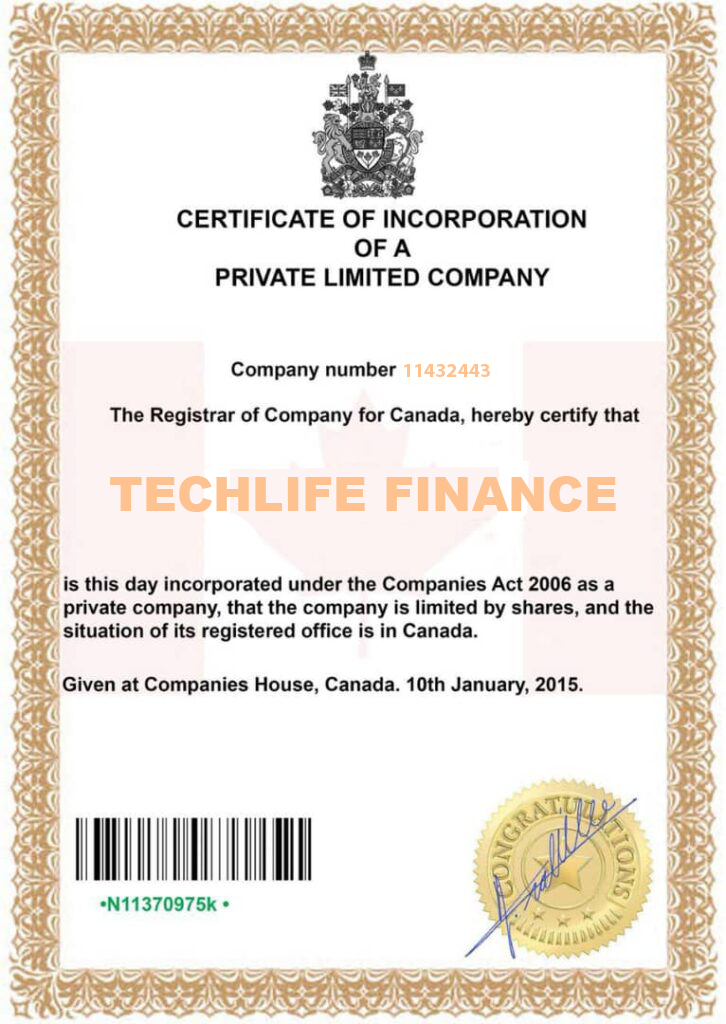 CERTIFICATE OF INCORPORATION
OF A
PRIVATE LIMITED COMPANY
Company number 11432443
The Registrar of Company for Canada, hereby certify that
TECHLIFE FINANCE
is this day incorporated under the Companies Act 2006 as a
private company, that the company is limited by shares, and the
situation of its registered office is in Canada.
Given at Companies House, Canada. 10th January, 2015.
•N11370975k •
CONGRATULATIONS